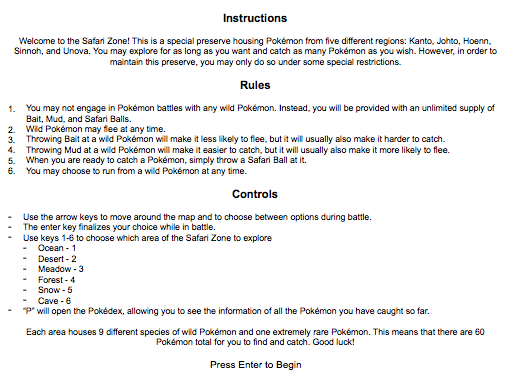 Instructions
Welcome to the Safari Zone! This is a special preserve housing Pokémon from five different regions: Kanto, Johto, Hoenn,
Sinnoh, and Unova. You may explore for as long as you want and catch as many Pokémon as you wish. However, in order to
maintain this preserve, you may only do so under some special restrictions.
Rules
1. You may not engage in Pokémon battles with any wild Pokémon. Instead, you will be provided with an unlimited supply of
Bait, Mud, and Safari Balls.
2. Wild Pokémon may flee at any time.
3. Throwing Bait at a wild Pokémon will make it less likely to flee, but it will usually also make it harder to catch.
4. Throwing Mud at a wild Pokémon will make it easier to catch, but it will usually also make it more likely to flee.
5. When you are ready to catch a Pokémon, simply throw a Safari Ball at it.
6. You may choose to run from a wild Pokémon at any time.
Controls
- Use the arrow keys to move around the map and to choose between options during battle.
- The enter key finalizes your choice while in battle.
- Use keys 1-6 to choose which area of the Safari Zone to explore
- Ocean - 1
- Desert - 2
- Meadow - 3
- Forest - 4
- Snow - 5
- Cave - 6
- "P" will open the Pokédex, allowing you to see the information of all the Pokémon you have caught so far.
Each area houses 9 different species of wild Pokémon and one extremely rare Pokémon. This means that there are 60
Pokémon total for you to find and catch. Good luck!
Press Enter to Begin